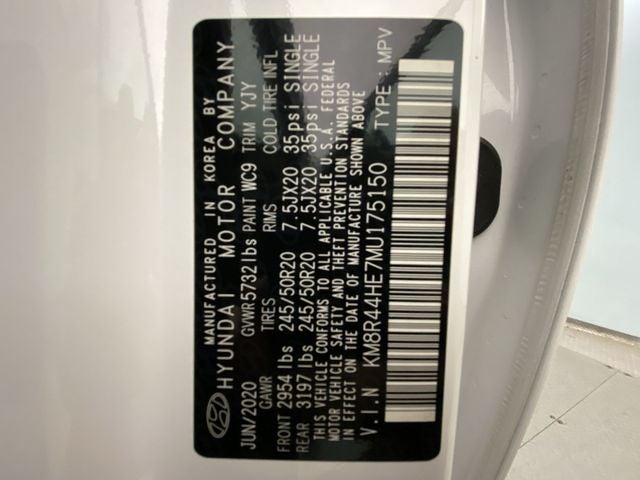 MANUFACTURED IN KOREA BY
HYUNDAI MOTOR COMPANY
JUN/2020 GVWR 5732 lbs PAINT WC9 TRIM YJY
GAWR TIRES RIMS COLD TIRE INFL
FRONT 2954 lbs 245/50R20 7.5JX20 35psi SINGLE
REAR 3197 lbs 245/50R20 7.5JX20 35psi SINGLE
THIS VEHICLE CONFORMS TO ALL APPLICABLE U.S.A. FEDERAL
MOTOR VEHICLE SAFETY AND THEFT PREVENTION STANDARDS
IN EFFECT ON THE DATE OF MANUFACTURE SHOWN ABOVE
V.I.N KM8R44HE7MU175150 TYPE : MPV